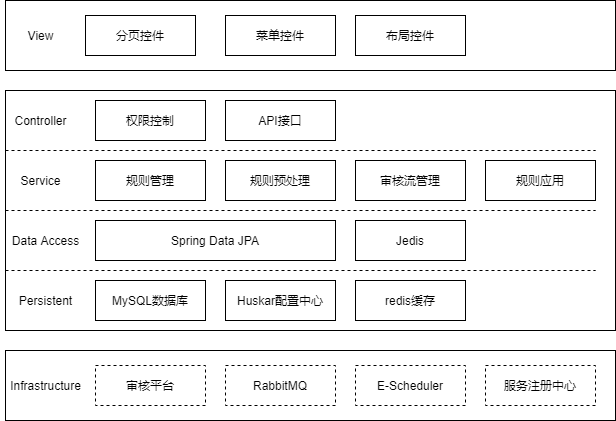 View 分页控件 菜单控件 布局控件
Controller 权限控制 API接口
Service 规则管理 规则预处理 审核流管理 规则应用
Data Access Spring Data JPA Jedis
Persistent MySQL数据库 Huskar配置中心 redis缓存
Infrastructure 审核平台 RabbitMQ E-Scheduler 服务注册中心